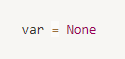 var = None